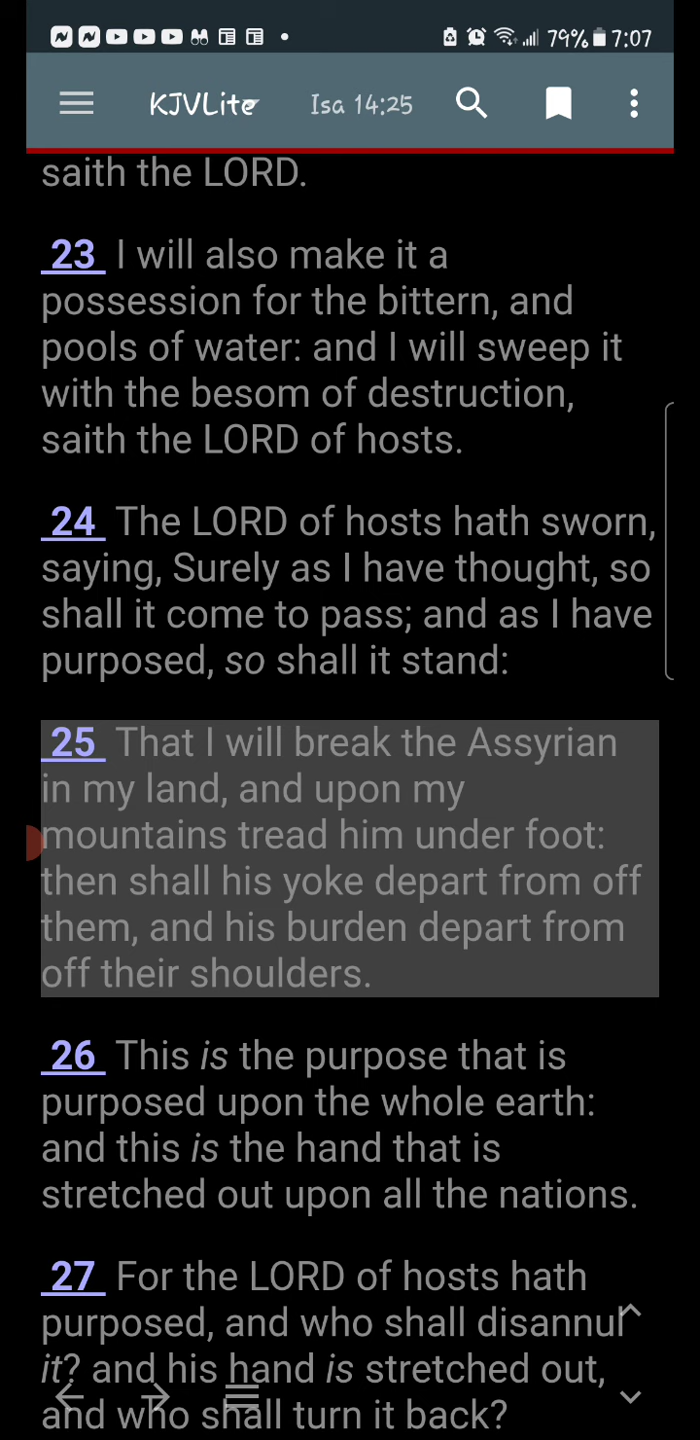 79% 7:07
KJVLite Isa 14:25
saith the LORD.
23 I will also make it a
possession for the bittern, and
pools of water: and I will sweep it
with the besom of destruction,
saith the LORD of hosts.
24 The LORD of hosts hath sworn,
saying, Surely as I have thought, so
shall it come to pass; and as I have
purposed, so shall it stand:
25 That I will break the Assyrian
in my land, and upon my
mountains tread him under foot:
then shall his yoke depart from off
them, and his burden depart from
off their shoulders.
26 This is the purpose that is
purposed upon the whole earth:
and this is the hand that is
stretched out upon all the nations.
27 For the LORD of hosts hath
purposed, and who shall disannul
it? and his hand is stretched out,
and who shall turn it back?